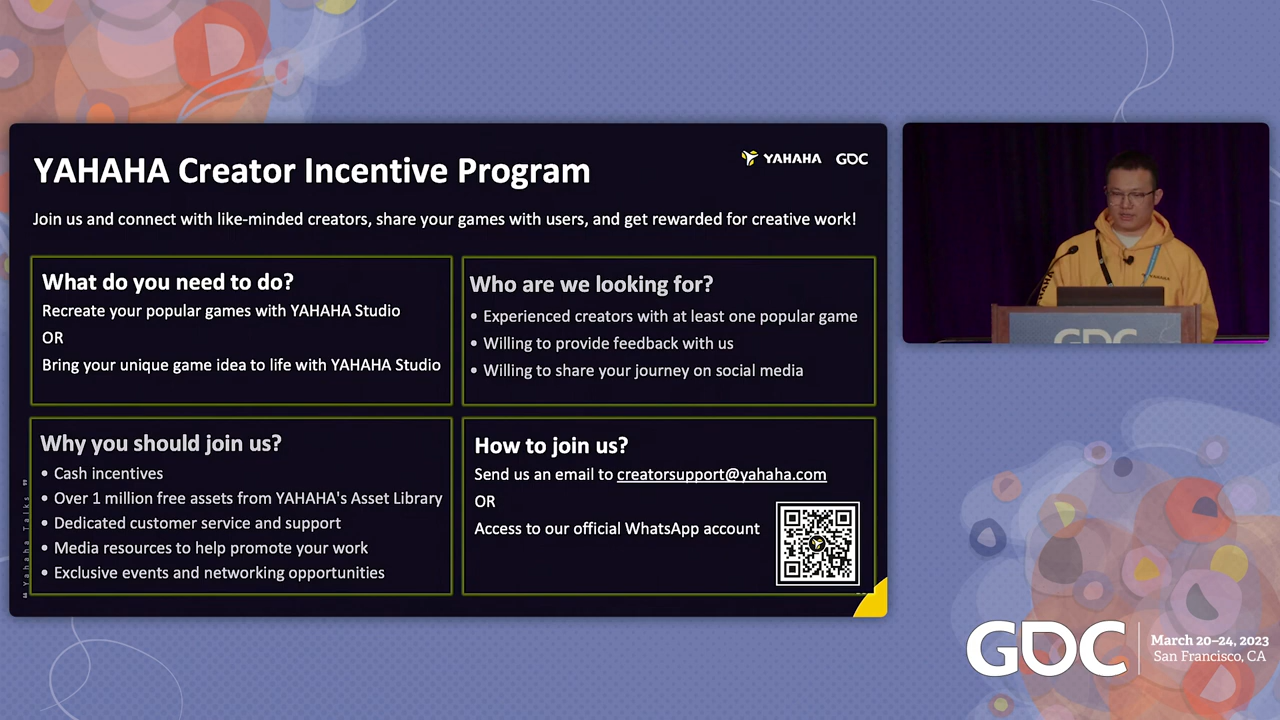 YAHAHA Creator Incentive Program
YAHAHA GDC
Join us and connect with like-minded creators, share your games with users, and get rewarded for creative work!
What do you need to do?
Recreate your popular games with YAHAHA Studio
OR
Bring your unique game idea to life with YAHAHA Studio
Who are we looking for?
• Experienced creators with at least one popular game
• Willing to provide feedback with us
• Willing to share your journey on social media
Why you should join us?
• Cash incentives
• Over 1 million free assets from YAHAHA's Asset Library
• Dedicated customer service and support
• Media resources to help promote your work
• Exclusive events and networking opportunities
How to join us?
Send us an email to creatorsupport@yahaha.com
OR
Access to our official WhatsApp account
" Yahaha Talks "
YAHAHA
YAHAHA
GDC
GDC
March 20–24, 2023
San Francisco, CA